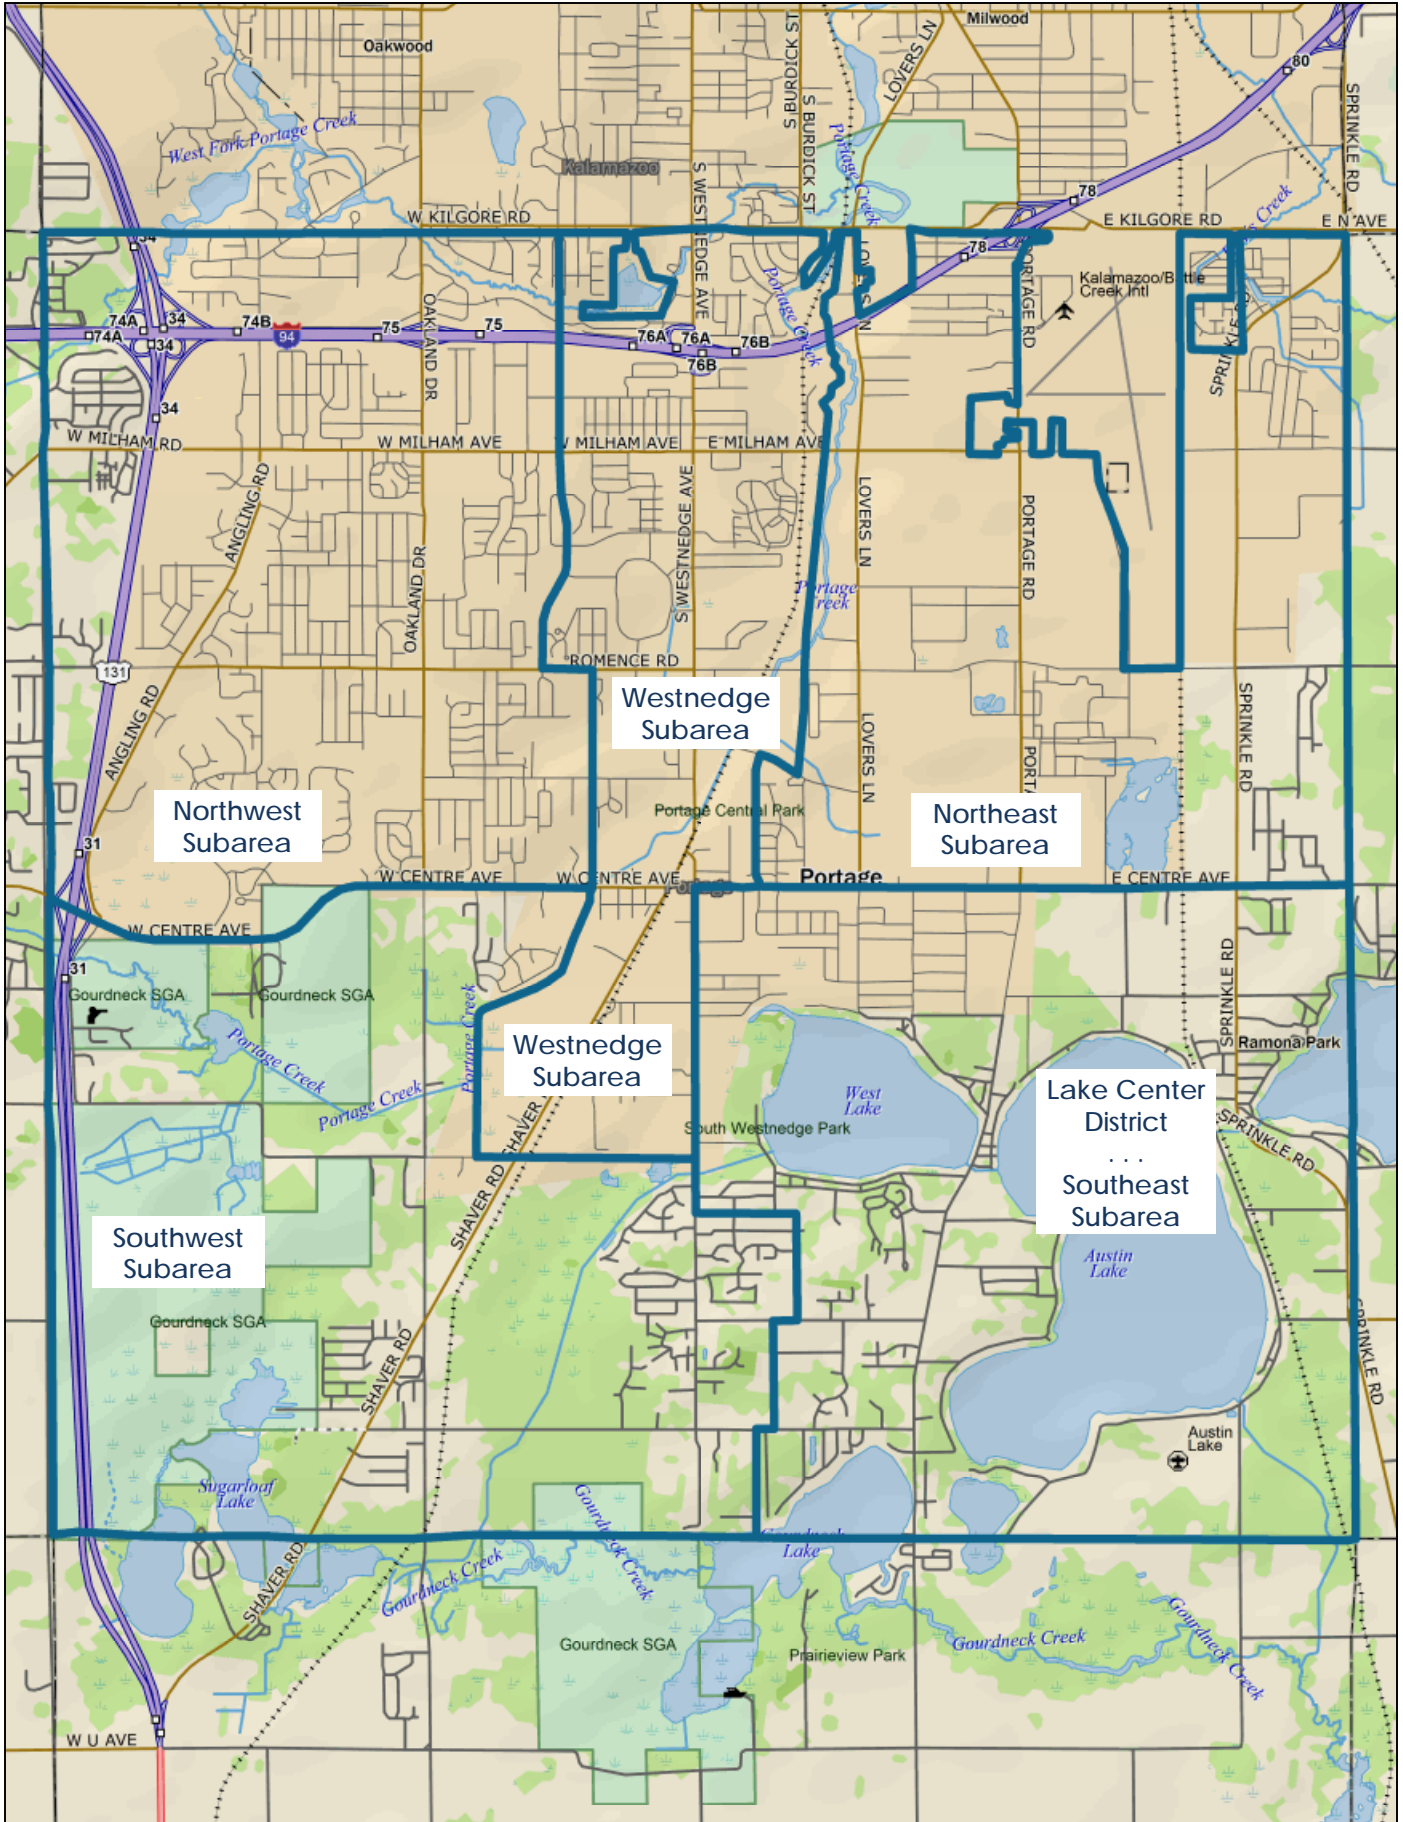 Oakwood
Milwood
80
S BURDICK ST
S BURDICK ST
LOVERS LN
SPRINKLE RD
West Fork Portage Creek
Portage Creek
Kalamazoo
S WESTNEDGE AVE
78
W KILGORE RD
E KILGORE RD
E N AVE
34
78
LOVERS LN
PORTAGE RD
Kalamazoo/Battle
Creek Intl
Portage Creek
OAKLAND DR
74A
34
74B
75
75
76A
76A
76B
74A
34
94
76B
34
SPRINKLE RD
W MILHAM RD
W MILHAM AVE
W MILHAM AVE
E MILHAM AVE
ANGLING RD
S WESTNEDGE AVE
LOVERS LN
PORTAGE RD
OAKLAND DR
Portage
Creek
131
ROMENCE RD
Westnedge
Subarea
ANGLING RD
LOVERS LN
SPRINKLE RD
PORTA
Northwest
Subarea
Portage Central Park
Northeast
Subarea
31
W CENTRE AVE
W CENTRE AVE
Portage
Portage
E CENTRE AVE
W CENTRE AVE
31
Gourdneck SGA
Gourdneck SGA
Portage Creek
SPRINKLE RD
Ramona Park
Portage Creek
Portage Creek
Westnedge
Subarea
West
Lake
Lake Center
District
. . .
Southeast
Subarea
SHAVER
South Westnedge Park
SPRINKLE RD
SHAVER RD
Southwest
Subarea
Austin
Lake
Gourdneck SGA
SHAVER RD
SPRINKLE RD
Austin
Lake
Sugarloaf
Lake
Gourdneck Creek
Gourdneck
Lake
SHAVER RD
Gourdneck Creek
Gourdneck SGA
Prairieview Park
Gourdneck Creek
Gourdneck Creek
W U AVE